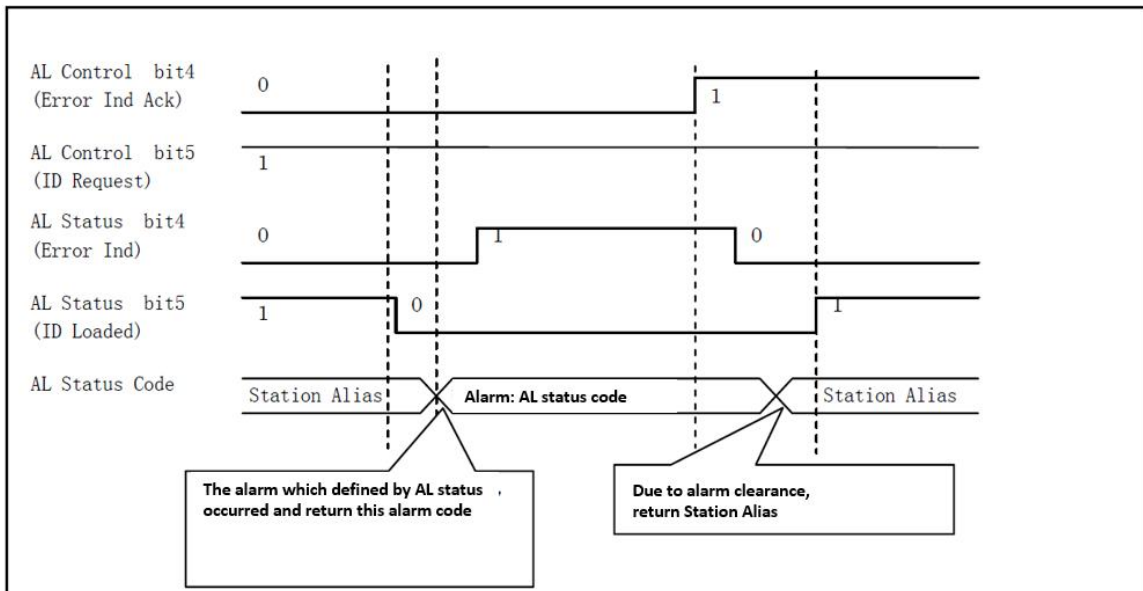 AL Control bit4
(Error Ind Ack)
0
1
AL Control bit5
(ID Request)
1
AL Status bit4
(Error Ind)
0
1
0
AL Status bit5
(ID Loaded)
1
0
1
AL Status Code
Station Alias
Alarm: AL status code
Station Alias
The alarm which defined by AL status ,
occurred and return this alarm code
Due to alarm clearance,
return Station Alias